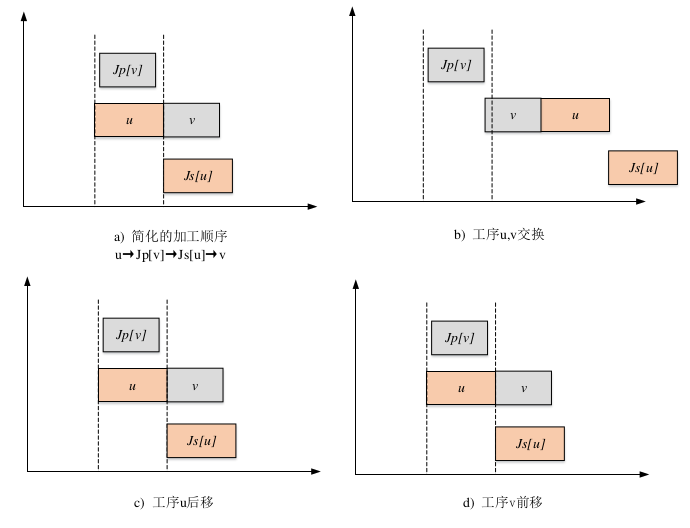 Jp[v]
u
v
Js[u]
a) 简化的加工顺序
u→Jp[v]→Js[u]→v
Jp[v]
v
u
Js[u]
b) 工序u,v交换
Jp[v]
u
v
Js[u]
c) 工序u后移
Jp[v]
u
v
Js[u]
d) 工序v前移